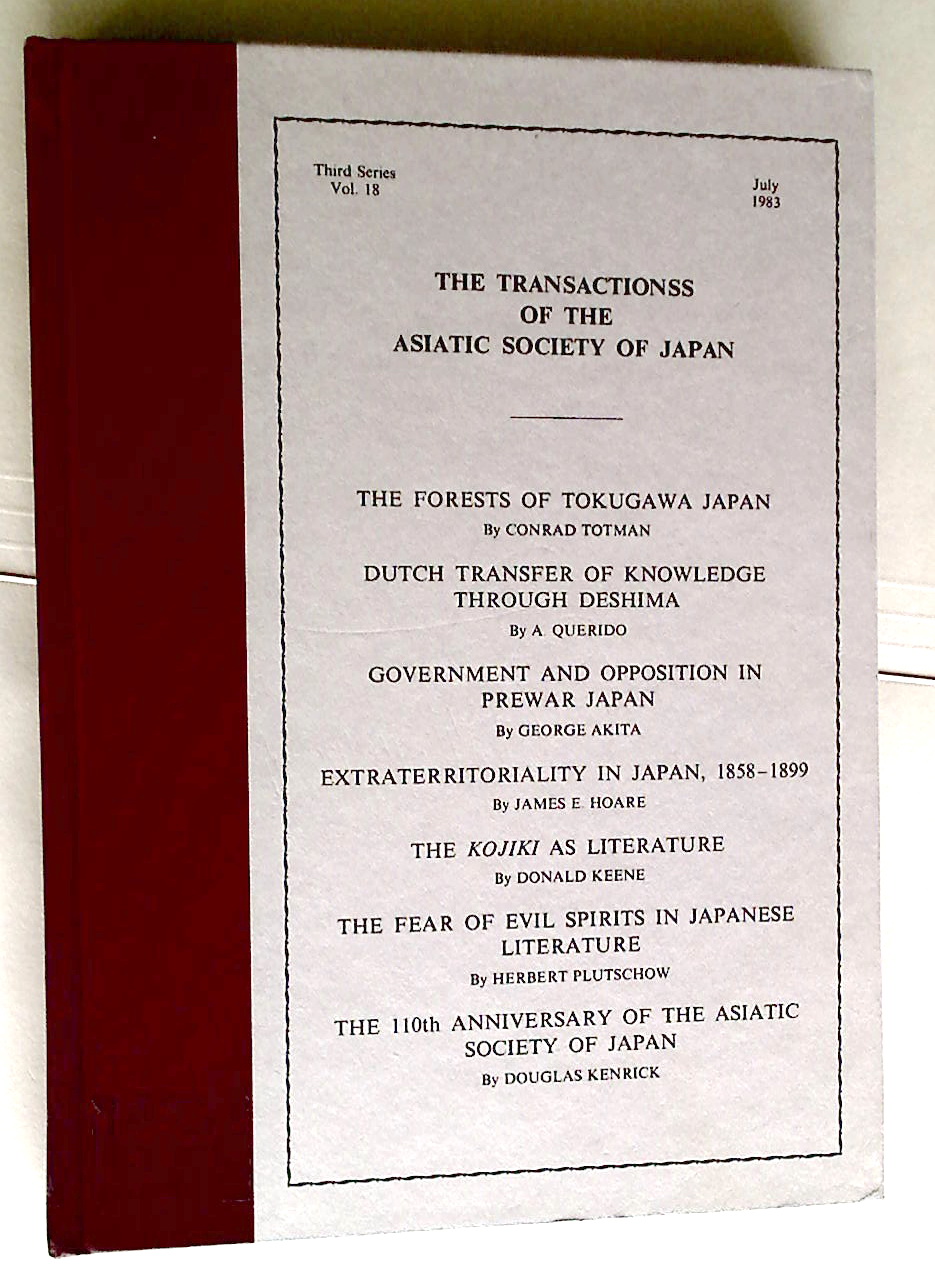 Third Series
Vol. 18
July
1983
THE TRANSACTIONSS
OF THE
ASIATIC SOCIETY OF JAPAN
THE FORESTS OF TOKUGAWA JAPAN
By CONRAD TOTMAN
DUTCH TRANSFER OF KNOWLEDGE
THROUGH DESHIMA
By A. QUERIDO
GOVERNMENT AND OPPOSITION IN
PREWAR JAPAN
By GEORGE AKITA
EXTRATERRITORIALITY IN JAPAN, 1858–1899
By JAMES E. HOARE
THE KOJIKI AS LITERATURE
By DONALD KEENE
THE FEAR OF EVIL SPIRITS IN JAPANESE
LITERATURE
By HERBERT PLUTSCHOW
THE 110th ANNIVERSARY OF THE ASIATIC
SOCIETY OF JAPAN
By DOUGLAS KENRICK